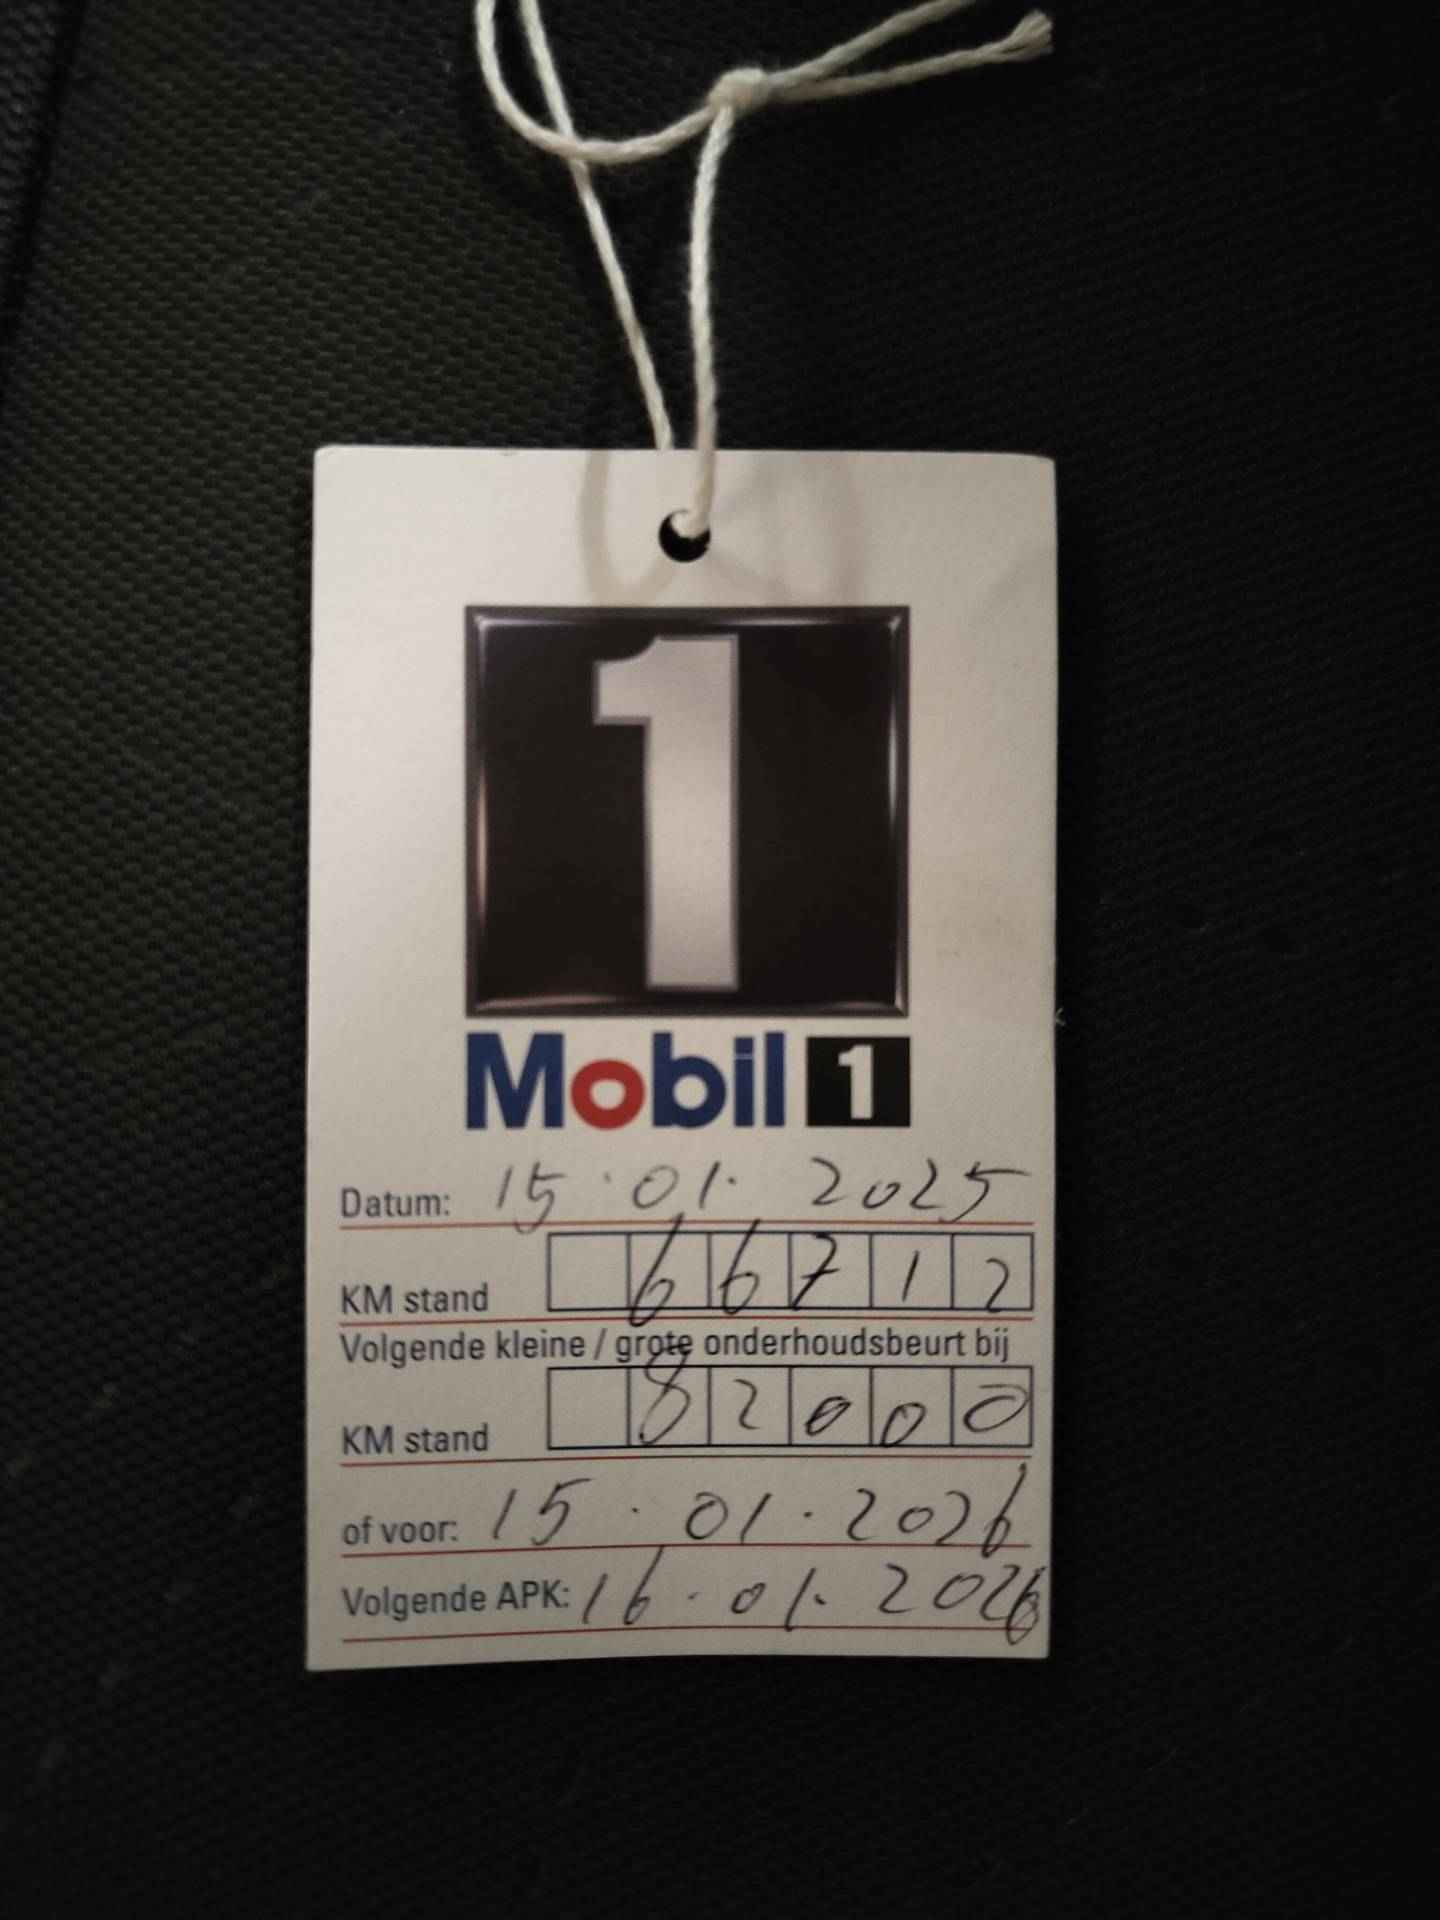 1
Mobil 1
Datum: 15.01.2025
KM stand 66712
Volgende kleine / grote onderhoudsbeurt bij
KM stand 82000
of voor: 15.01.2026
Volgende APK: 16.01.2026